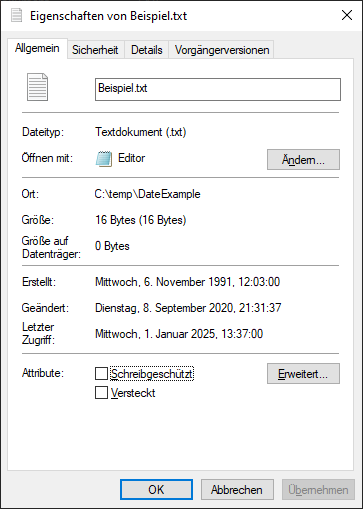 Eigenschaften von Beispiel.txt
Allgemein Sicherheit Details Vorgängerversionen
Beispiel.txt
Dateityp: Textdokument (.txt)
Öffnen mit: Editor Ändern...
Ort: C:\temp\DateExample
Größe: 16 Bytes (16 Bytes)
Größe auf
Datenträger: 0 Bytes
Erstellt: Mittwoch, 6. November 1991, 12:03:00
Geändert: Dienstag, 8. September 2020, 21:31:37
Letzter
Zugriff: Mittwoch, 1. Januar 2025, 13:37:00
Attribute: Schreibgeschützt Erweitert...
Versteckt
OK Abbrechen Übernehmen